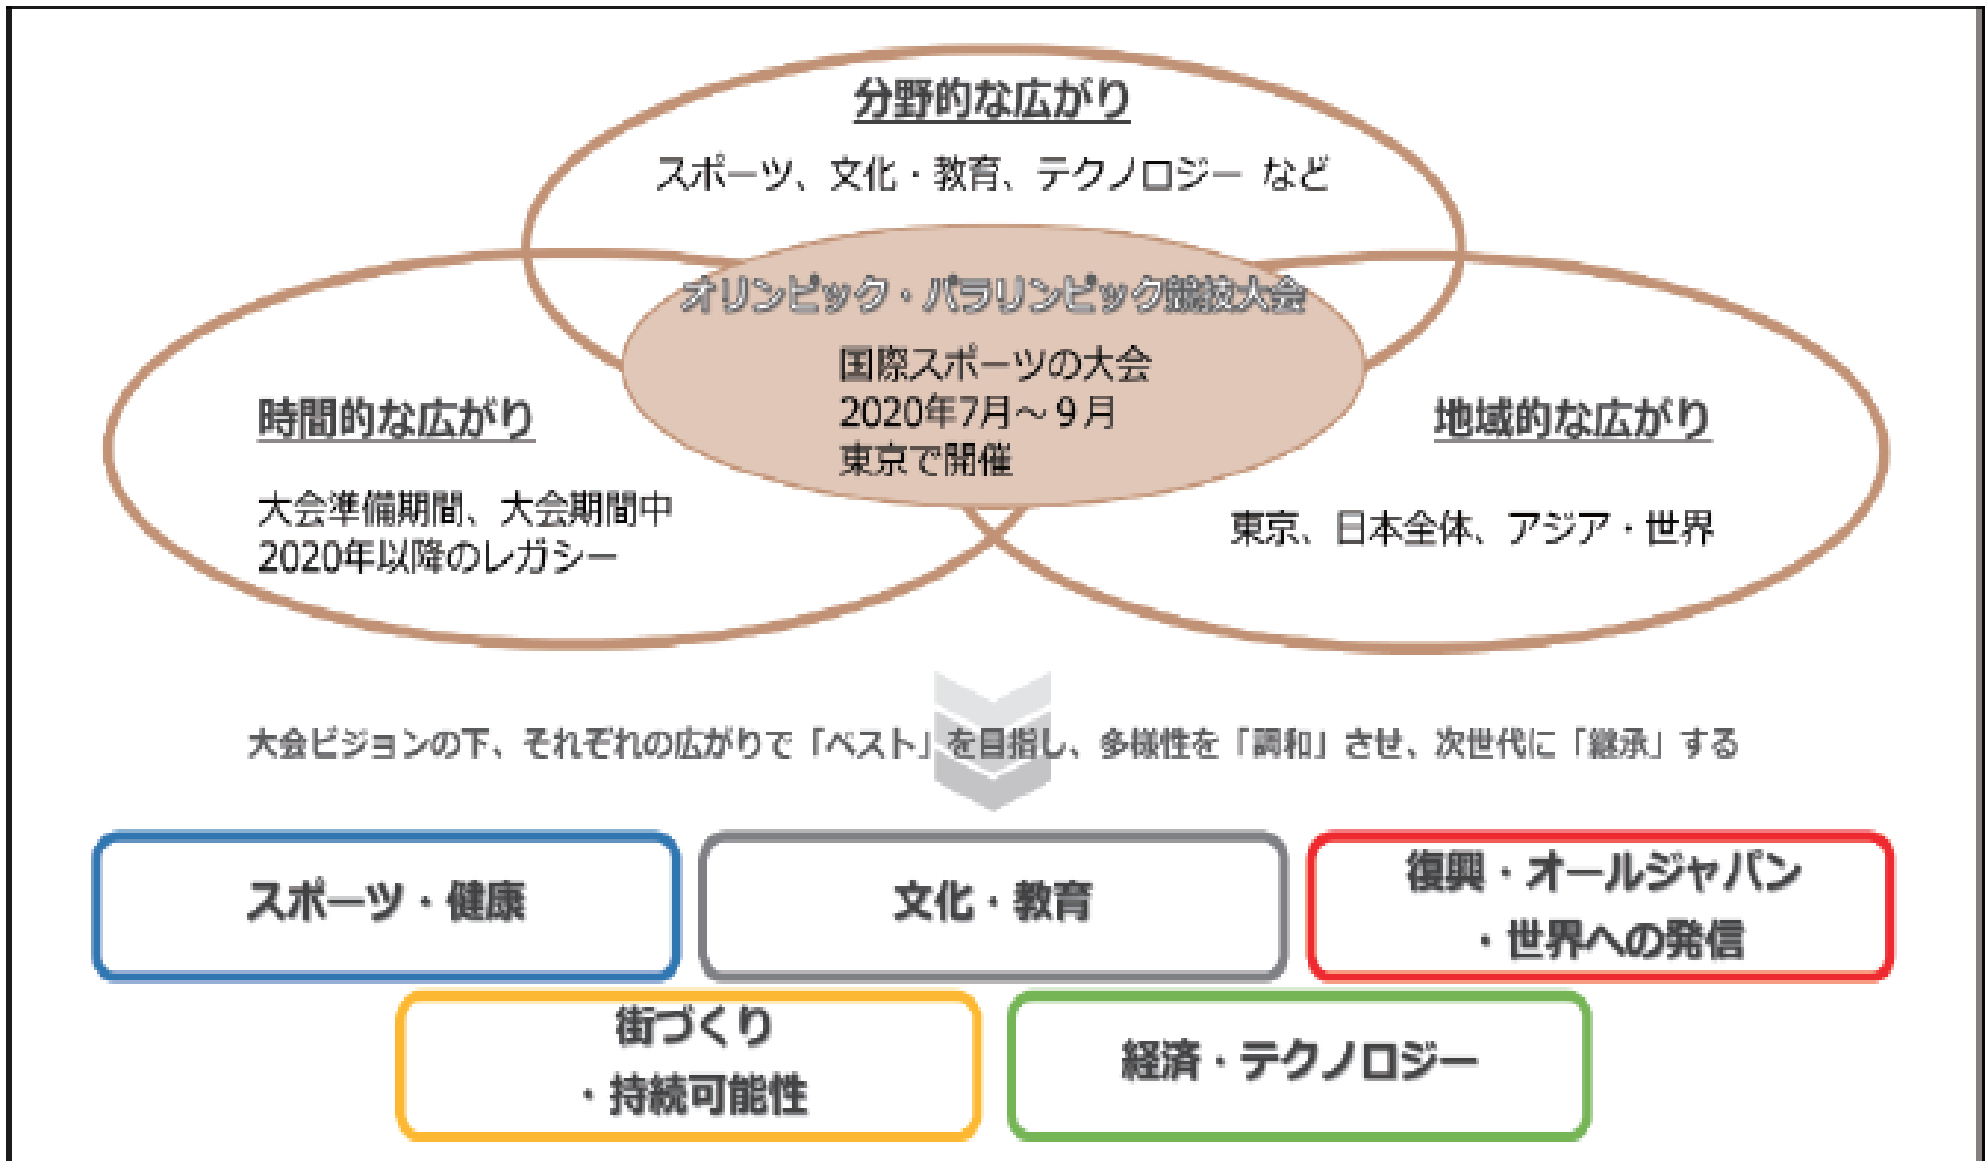 分野的な広がり
スポーツ、文化・教育、テクノロジー など
オリンピック・パラリンピック競技大会
国際スポーツの大会
2020年7月～9月
東京で開催
時間的な広がり
大会準備期間、大会期間中
2020年以降のレガシー
地域的な広がり
東京、日本全体、アジア・世界
大会ビジョンの下、それぞれの広がりで「ベスト」を目指し、多様性を「調和」させ、次世代に「継承」する
スポーツ・健康
文化・教育
復興・オールジャパン
・世界への発信
街づくり
・持続可能性
経済・テクノロジー